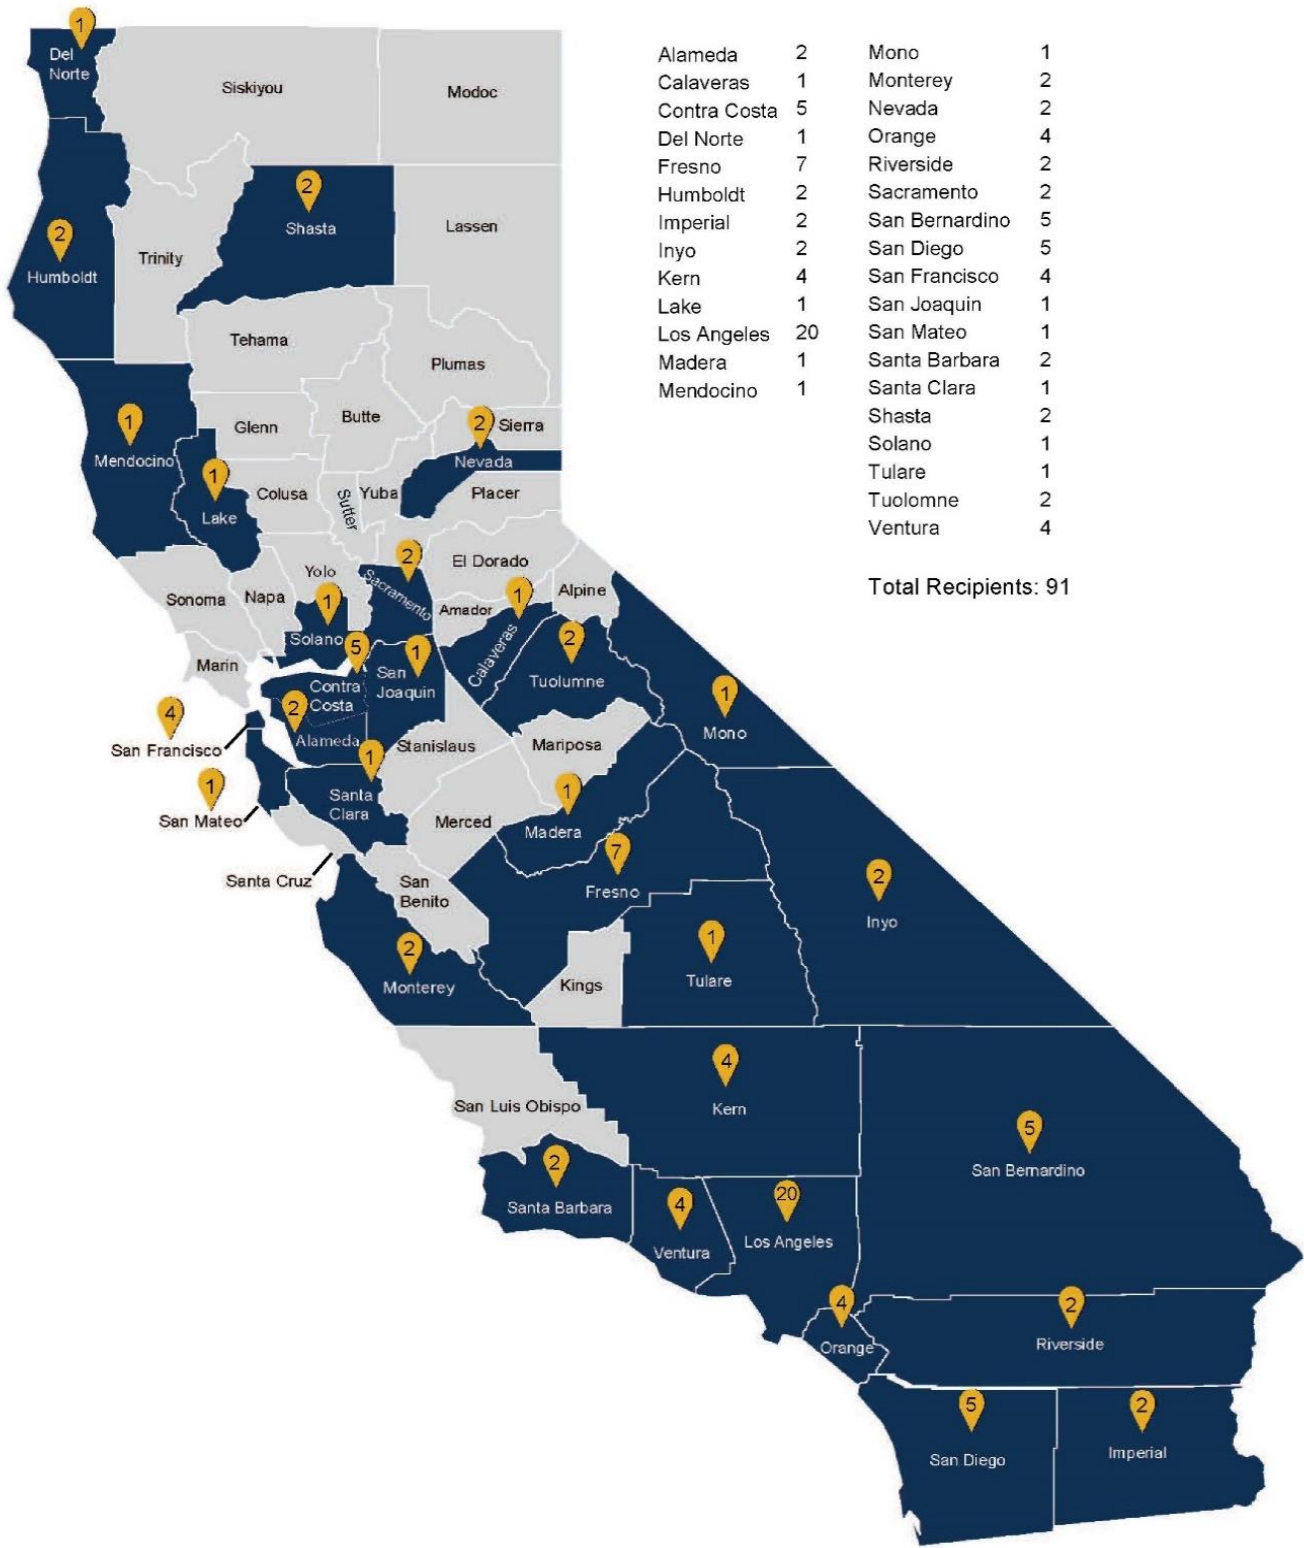 1
Del
Norte
Siskiyou
Modoc
2
Shasta
Lassen
2
Humboldt
Trinity
Tehama
Plumas
1
Mendocino
Glenn
Butte
2
Sierra
Nevada
1
Lake
Colusa
Sutter
Yuba
Placer
Sonoma
Napa
Yolo
2
Sacramento
El Dorado
1
Solano
Amador
1
Calaveras
Alpine
Marin
5
Contra
Costa
1
San
Joaquin
2
Tuolumne
1
Mono
4
San Francisco
2
Alameda
Stanislaus
Mariposa
1
San Mateo
1
Santa
Clara
Merced
1
Madera
Santa Cruz
San
Benito
7
Fresno
2
Inyo
2
Monterey
Kings
1
Tulare
San Luis Obispo
4
Kern
5
San Bernardino
2
Santa Barbara
4
Ventura
20
Los Angeles
4
Orange
2
Riverside
5
San Diego
2
Imperial
Alameda 2
Calaveras 1
Contra Costa 5
Del Norte 1
Fresno 7
Humboldt 2
Imperial 2
Inyo 2
Kern 4
Lake 1
Los Angeles 20
Madera 1
Mendocino 1
Mono 1
Monterey 2
Nevada 2
Orange 4
Riverside 2
Sacramento 2
San Bernardino 5
San Diego 5
San Francisco 4
San Joaquin 1
San Mateo 1
Santa Barbara 2
Santa Clara 1
Shasta 2
Solano 1
Tulare 1
Tuolomne 2
Ventura 4
Total Recipients: 91